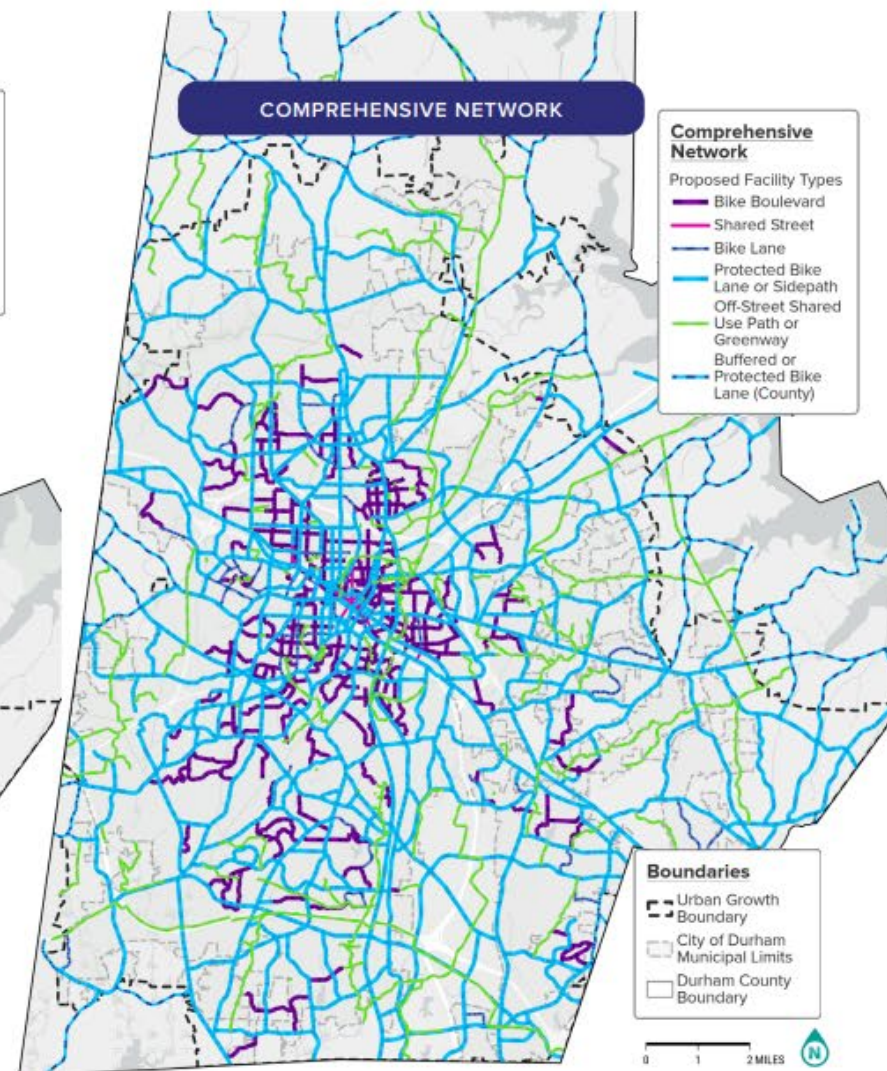 COMPREHENSIVE NETWORK
Comprehensive
Network
Proposed Facility Types
Bike Boulevard
Shared Street
Bike Lane
Protected Bike
Lane or Sidepath
Off-Street Shared
Use Path or
Greenway
Buffered or
Protected Bike
Lane (County)
Boundaries
Urban Growth
Boundary
City of Durham
Municipal Limits
Durham County
Boundary
0 1 2 MILES
N